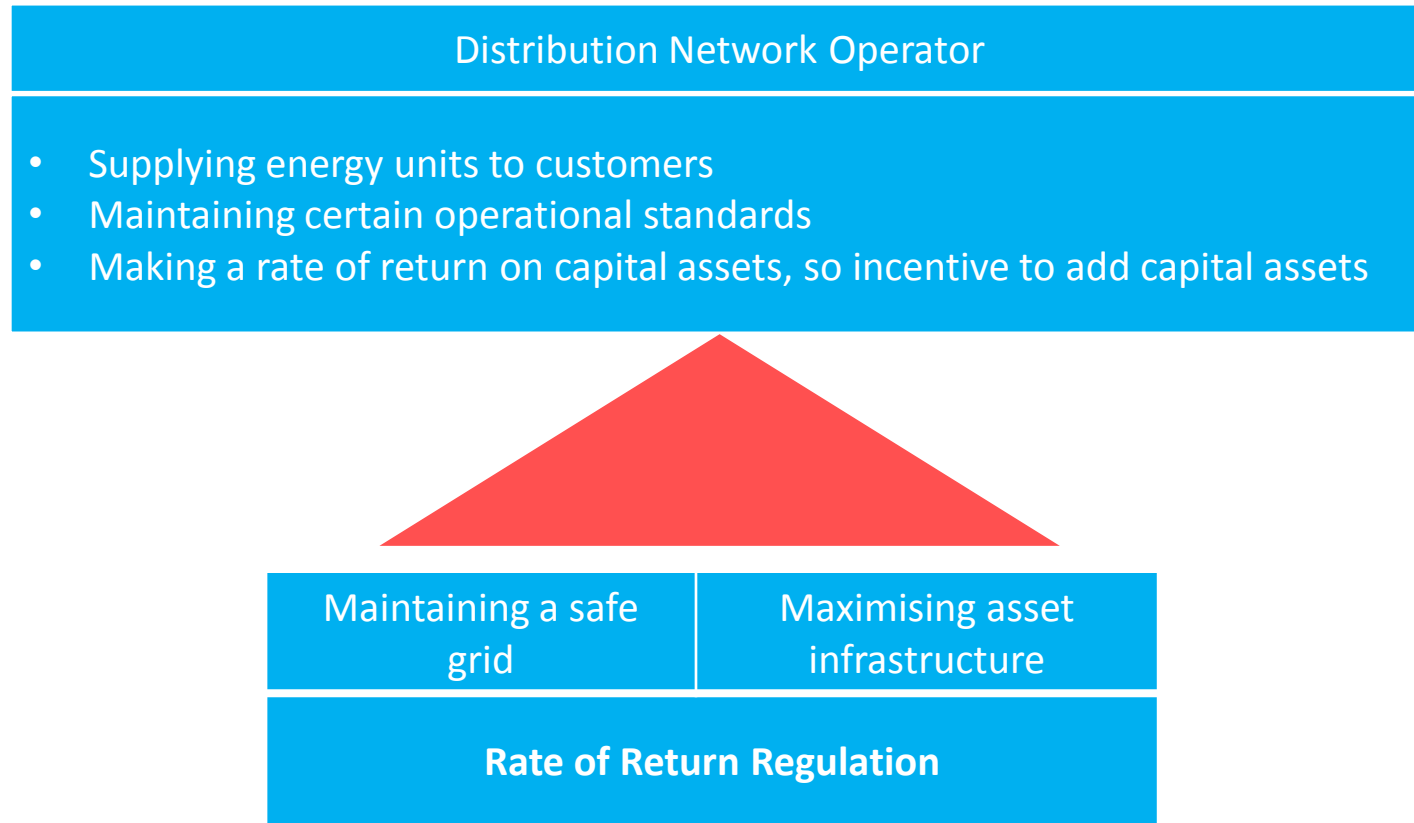 Distribution Network Operator
• Supplying energy units to customers
• Maintaining certain operational standards
• Making a rate of return on capital assets, so incentive to add capital assets
Maintaining a safe
grid
Maximising asset
infrastructure
Rate of Return Regulation